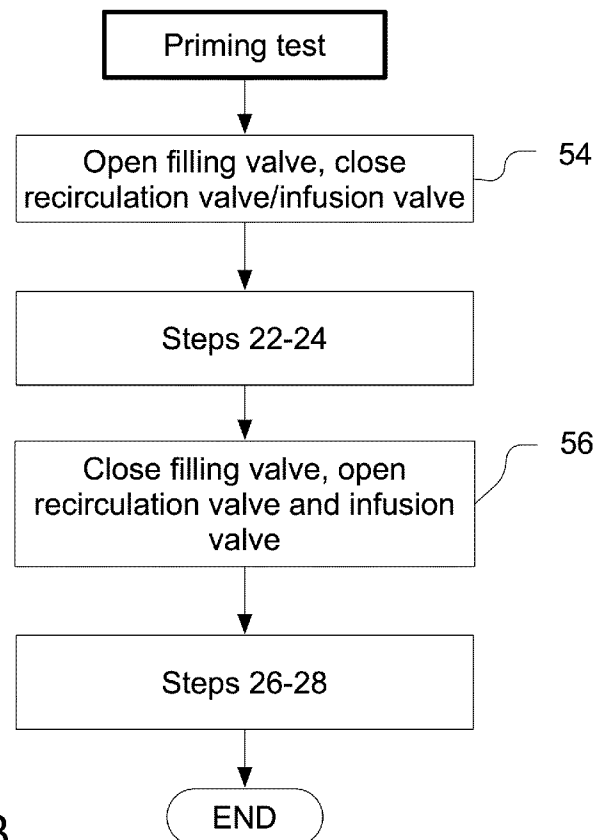 Priming test
Open filling valve, close
recirculation valve/infusion valve
54
Steps 22-24
Close filling valve, open
recirculation valve and infusion
valve
56
Steps 26-28
END